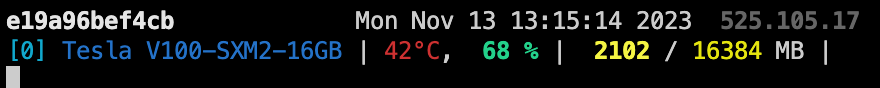 e19a96bef4cb Mon Nov 13 13:15:14 2023 525.105.17
[0] Tesla V100-SXM2-16GB | 42°C, 68 % | 2102 / 16384 MB |